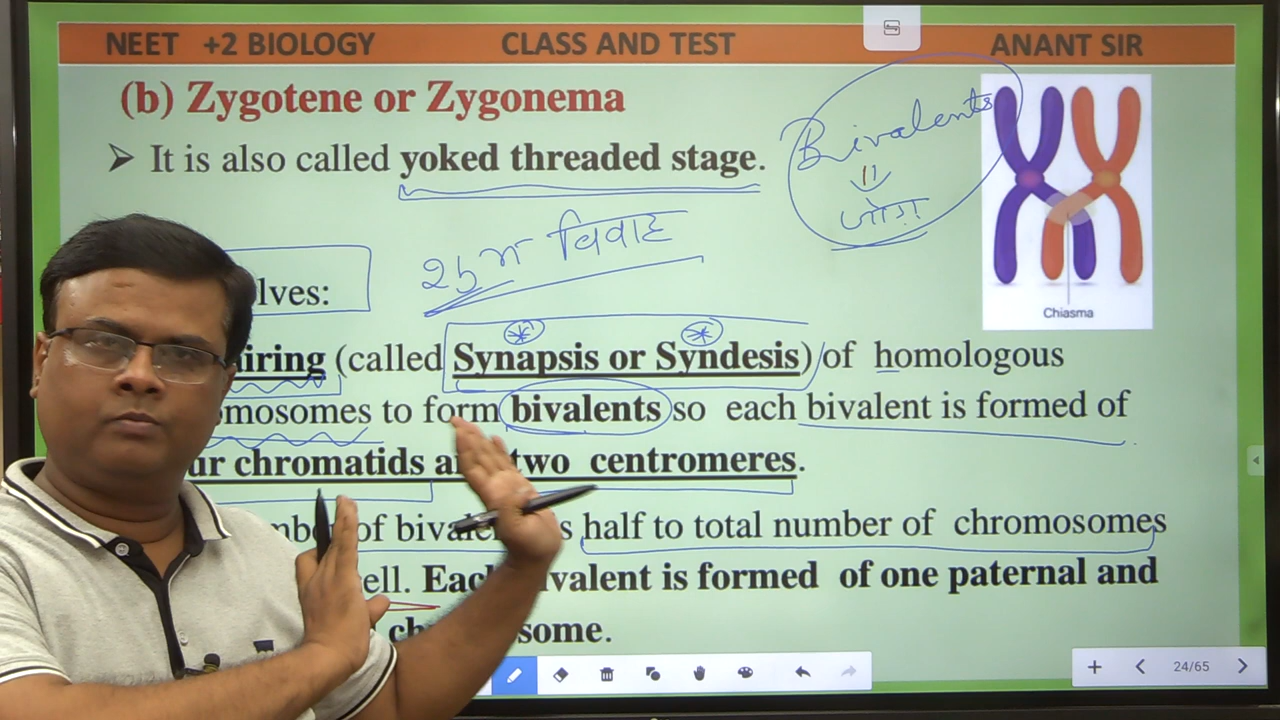 NEET +2 BIOLOGY CLASS AND TEST ANANT SIR
(b) Zygotene or Zygonema
➤ It is also called yoked threaded stage.
Bivalents
॥
जोड़ा
विवाह
lves:
Chiasma
iring (called Synapsis or Syndesis) of homologous
omosomes to form bivalents so each bivalent is formed of
ur chromatids a two centromeres.
mber of bivalen s half to total number of chromosomes
ell. Each valent is formed of one paternal and
ch some.
24/65